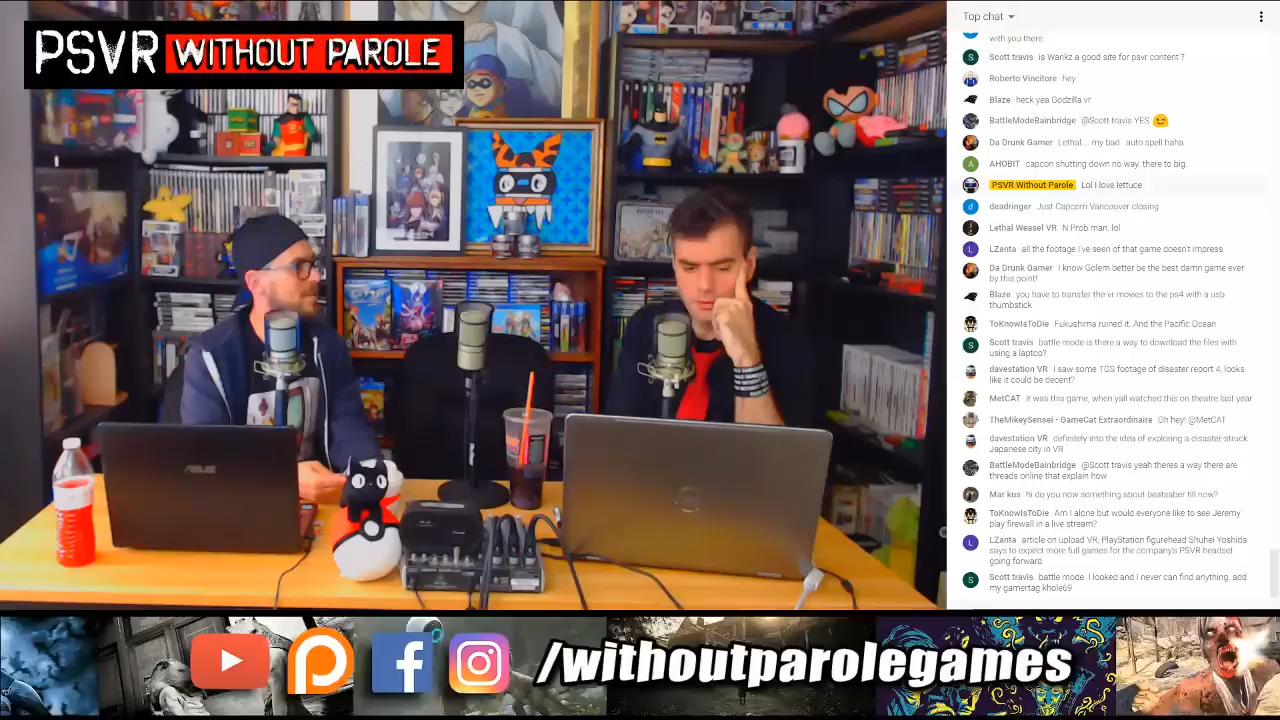 PSVR WITHOUT PAROLE
Top chat
with you there.
Scott travis is Wankz a good site for psvr content ?
Roberto Vincitore hey
Blaze heck yea Godzilla vr
BattleModeBainbridge @Scott travis YES
Da Drunk Gamer Lethal.... my bad.. auto spell haha
AHOBIT capcon shutting down no way. there to big.
PSVR Without Parole Lol I love lettuce
deadringer Just Capcom Vancouver closing
Lethal Weasel VR N Prob man. lol
LZanta all the footage I've seen of that game doesn't impress
Da Drunk Gamer I know Golem better be the best damn game ever
by this point!
Blaze you have to transfer the vr movies to the ps4 with a usb
thumbstick
ToKnowIsToDie Fukushima ruined it. And the Pacific Ocean
Scott travis battle mode is there a way to download the files with
using a laptop?
davestation VR I saw some TGS footage of disaster report 4, looks
like it could be decent?
MetCAT it was this game, when yall watched this on theatre last year
TheMikeySensei - GameCat Extraordinaire Oh hey! @MetCAT
davestation VR definitely into the idea of exploring a disaster-struck
Japanese city in VR
BattleModeBainbridge @Scott travis yeah theres a way there are
threads online that explain how
Mar kus hi do you now something about beatsaber till now?
ToKnowIsToDie Am I alone but would everyone like to see Jeremy
play firewall in a live stream?
LZanta article on upload VR, PlayStation figurehead Shuhei Yoshida
says to expect more full games for the company's PSVR headset
going forward
Scott travis battle mode. I looked and I never can find anything. add
my gamertag khole69
ASUS
/withoutparolegames